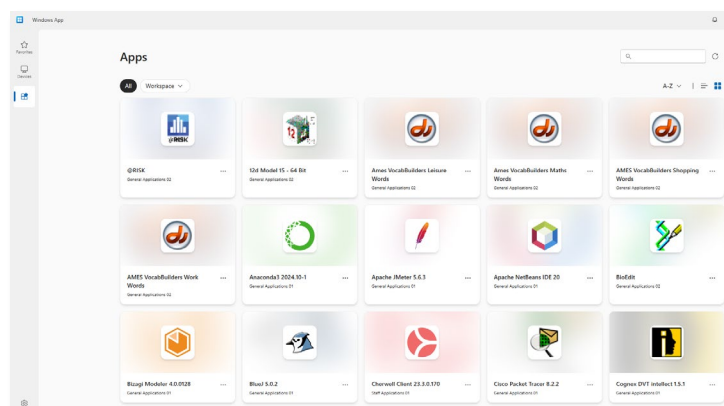 Windows App
Favorites
Devices
Apps
All
Workspace
A-Z
@RISK
12
@RISK
12d Model 15 - 64 Bit
Ames VocabBuilders Leisure Words
Ames VocabBuilders Maths Words
AMES VocabBuilders Shopping Words
General Applications 02
General Applications 02
General Applications 02
General Applications 02
General Applications 02
AMES VocabBuilders Work Words
Anaconda3 2024.10-1
Apache JMeter 5.6.3
Apache NetBeans IDE 20
BioEdit
General Applications 02
General Applications 01
General Applications 01
General Applications 01
General Applications 02
Bizagi Modeler 4.0.0128
BlueJ 5.0.2
Cherwell Client 23.3.0.170
Cisco Packet Tracer 8.2.2
Cognex DVT intellect 1.5.1
General Applications 01
General Applications 01
Staff Applications 01
General Applications 01
General Applications 01